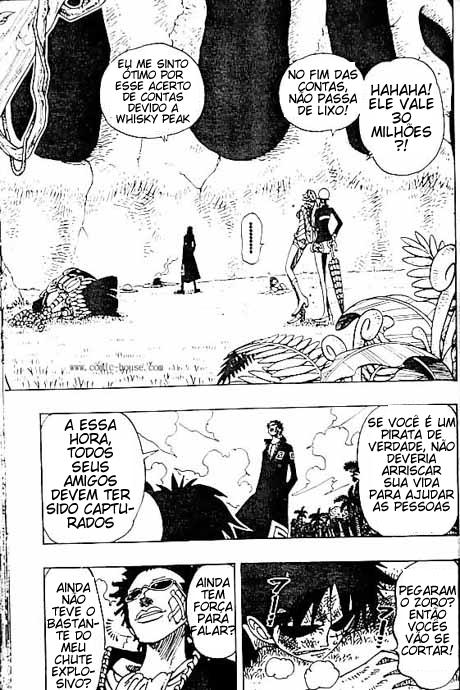 HAHAHA!
ELE VALE
30
MILHÕES
?!
NO FIM DAS
CONTAS,
NÃO PASSA
DE LIXO!
EU ME SINTO
ÓTIMO POR
ESSE ACERTO
DE CONTAS
DEVIDO A
WHISKY PEAK
www.comic-house.com
SE VOCÊ É UM
PIRATA DE
VERDADE, NÃO
DEVERIA
ARRISCAR
SUA VIDA
PARA AJUDAR
AS PESSOAS
A ESSA
HORA,
TODOS
SEUS
AMIGOS
DEVEM TER
SIDO CAPTU-
RADOS
PEGARAM
O ZORO?
ENTÃO
VOCÊS
VÃO SE
CORTAR!
AINDA
TEM
FORÇA
PARA
FALAR?
AINDA
NÃO
TEVE O
BASTAN-
TE DO
MEU
CHUTE
EXPLO-
SIVO?